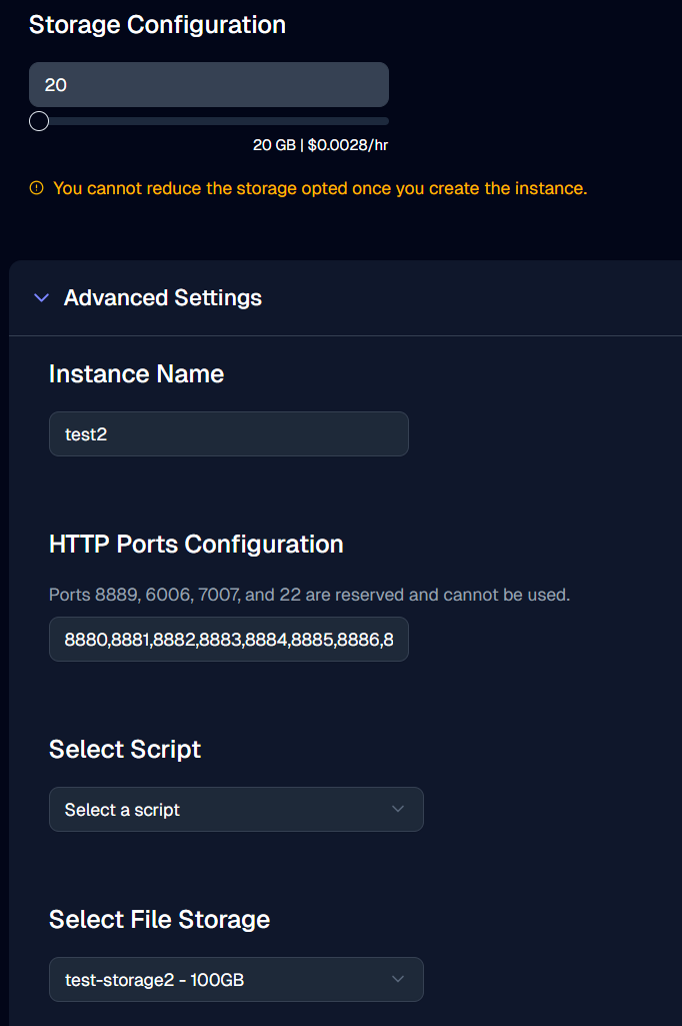 Storage Configuration
20
20 GB | $0.0028/hr
You cannot reduce the storage opted once you create the instance.
Advanced Settings
Instance Name
test2
HTTP Ports Configuration
Ports 8889, 6006, 7007, and 22 are reserved and cannot be used.
8880,8881,8882,8883,8884,8885,8886,8
Select Script
Select a script
Select File Storage
test-storage2 - 100GB